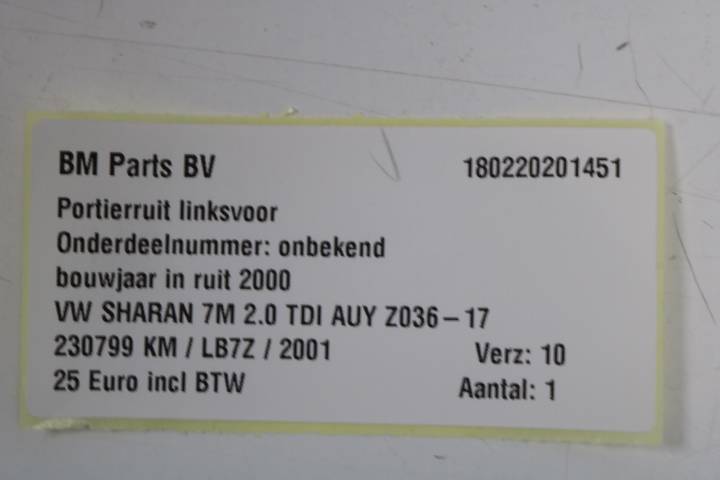 BM Parts BV 180220201451
Portierruit linksvoor
Onderdeelnummer: onbekend
bouwjaar in ruit 2000
VW SHARAN 7M 2.0 TDI AUY Z036-17
230799 KM / LB7Z / 2001 Verz: 10
25 Euro incl BTW Aantal: 1